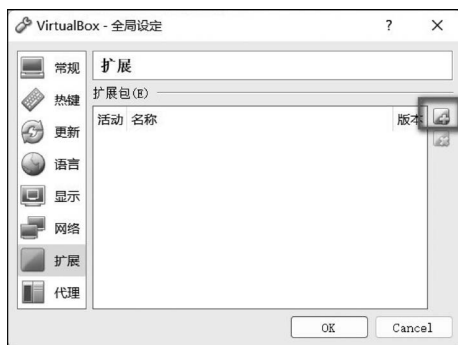 VirtualBox - 全局设定 ? ×
常规
热键
更新
语言
显示
网络
扩展
代理
扩展
扩展包(E)
活动 名称 版本
OK Cancel